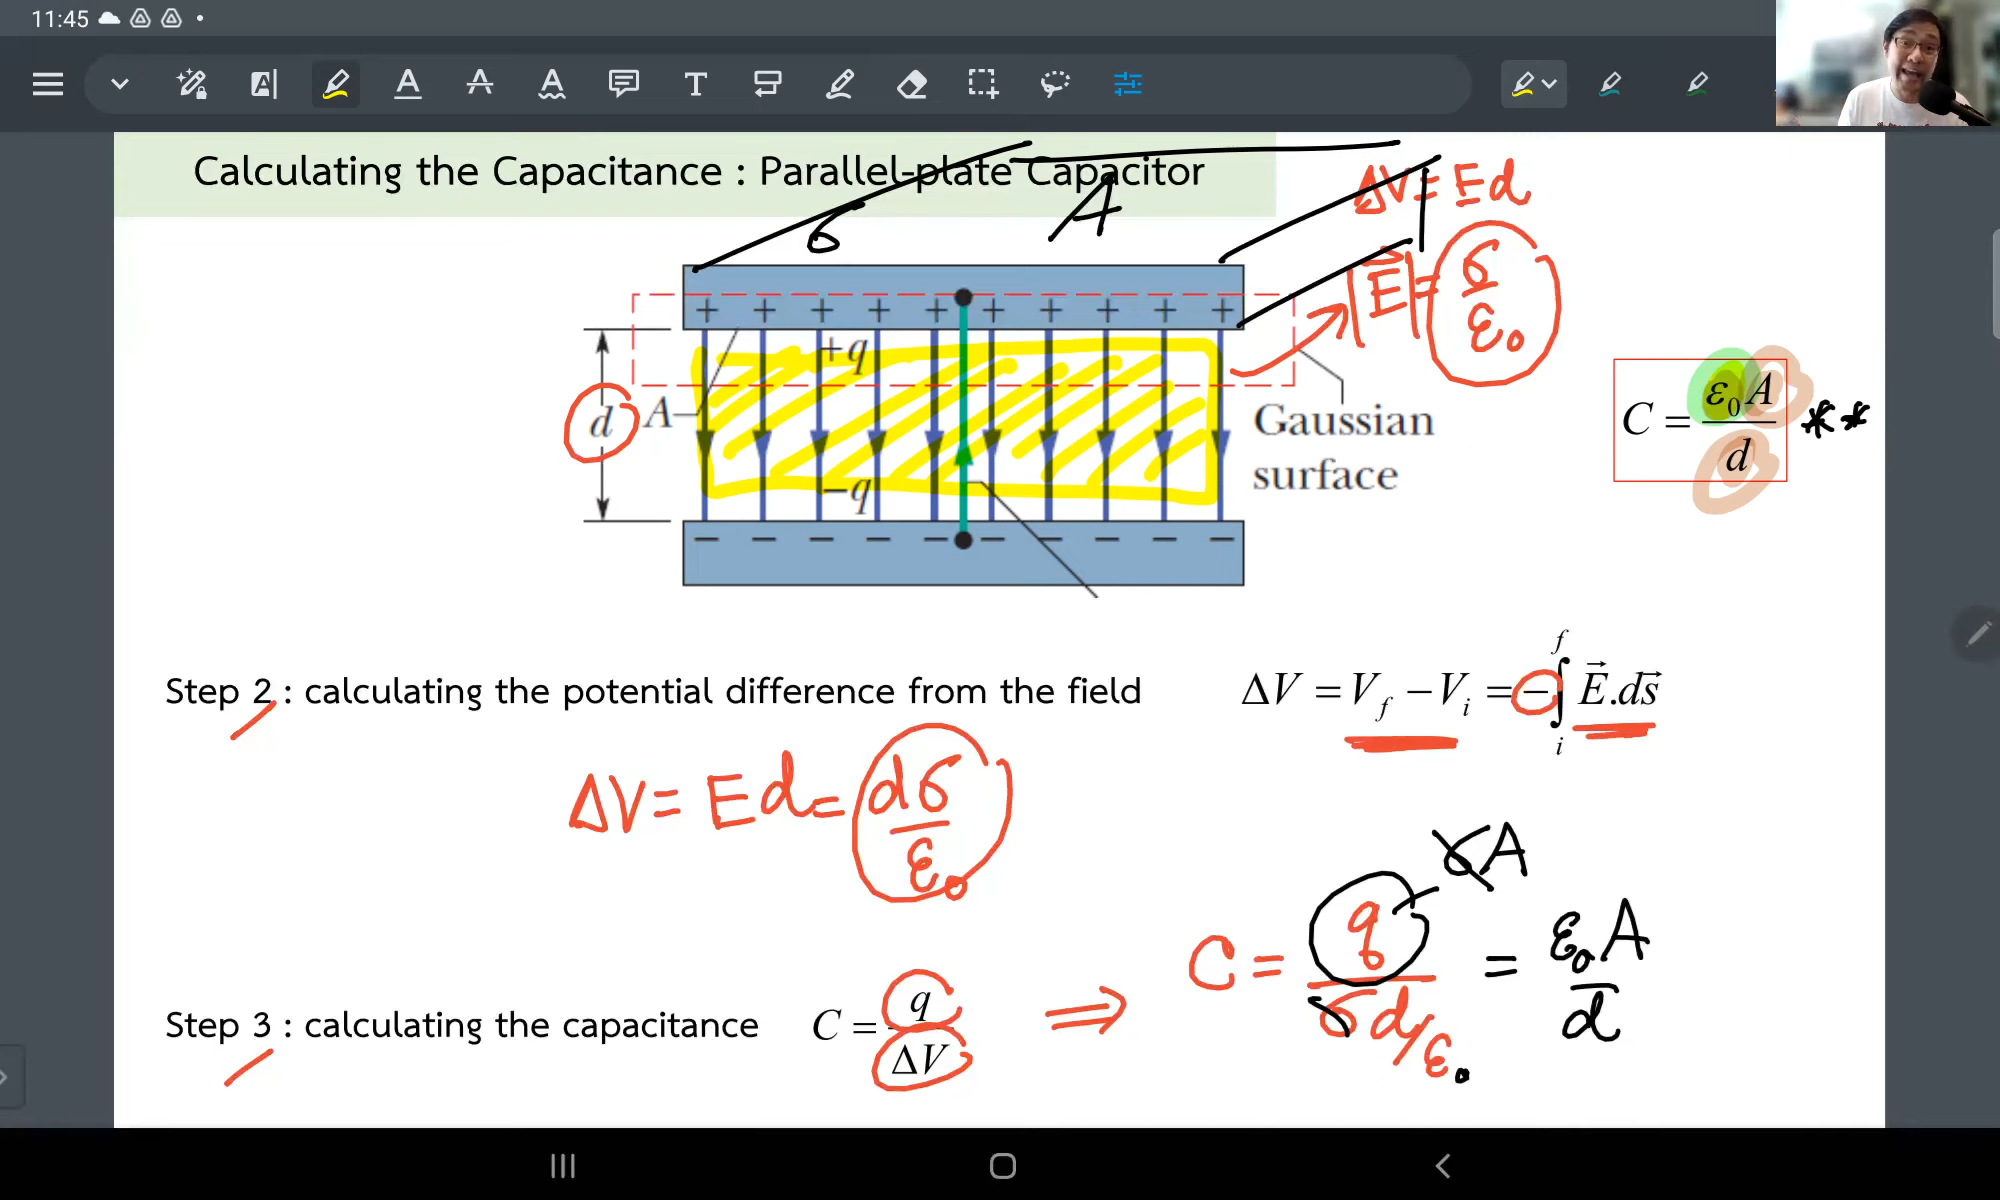 11:45
Calculating the Capacitance : Parallel-plate Capacitor
σ A
ΔV = Ed
|E⃗| = σ/ε₀
+ + + + + + + + + +
+q
d
A
−q
Gaussian
surface
C = ε₀A/d **
− − − − − − − − − −
Step 2 : calculating the potential difference from the field ΔV = V_f − V_i = −∫_i^f E⃗.ds⃗
ΔV = Ed = dσ/ε₀
σA
Step 3 : calculating the capacitance C = q/ΔV ⇒ C = q/(σd/ε₀) = ε₀A/d